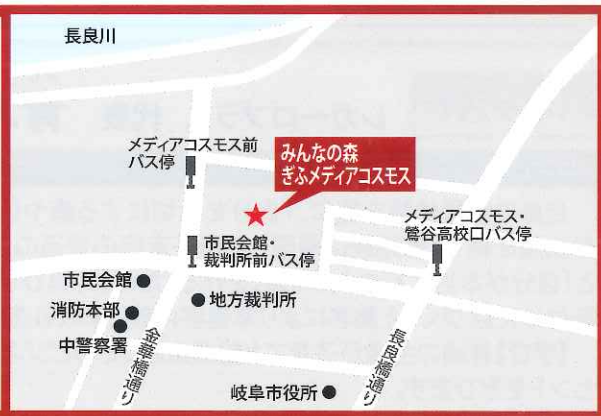 長良川
メディアコスモス前
バス停
みんなの森
ぎふメディアコスモス
メディアコスモス・
鶯谷高校口バス停
市民会館・
裁判所前バス停
市民会館
消防本部
中警察署
地方裁判所
金華橋通り
長良橋通り
岐阜市役所